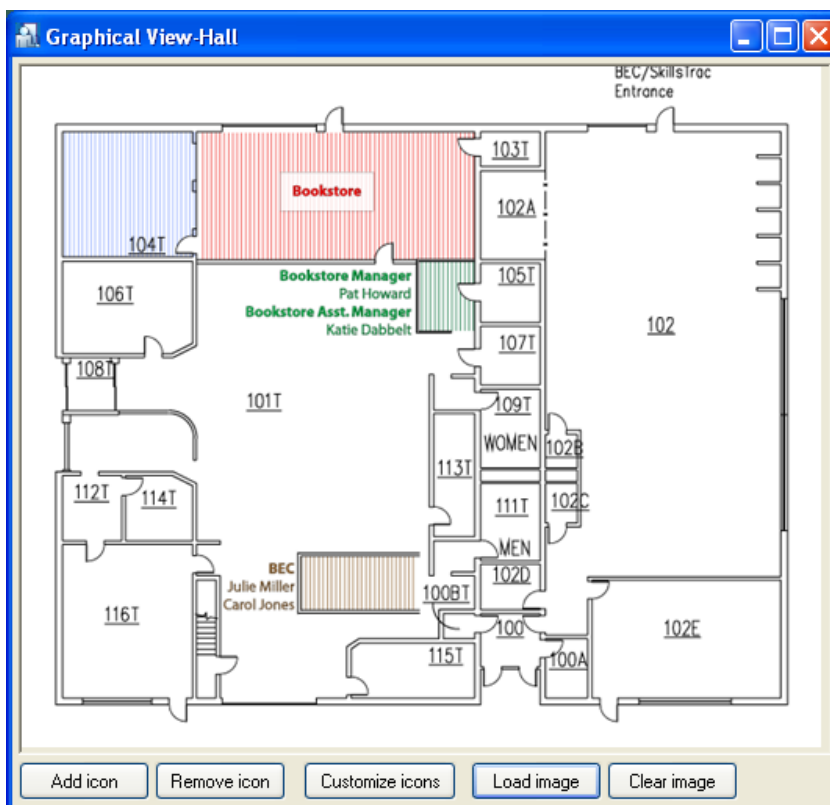 Graphical View-Hall
BEC/SkillsTrac
Entrance
103T
Bookstore
102A
104T
Bookstore Manager
Pat Howard
Bookstore Asst. Manager
Katie Dabbelt
105T
106T
102
107T
108T
101T
109T
WOMEN
102B
113T
112T
114T
111T
102C
MEN
BEC
Julie Miller
Carol Jones
102D
100BT
116T
100
102E
115T
100A
Add icon
Remove icon
Customize icons
Load image
Clear image